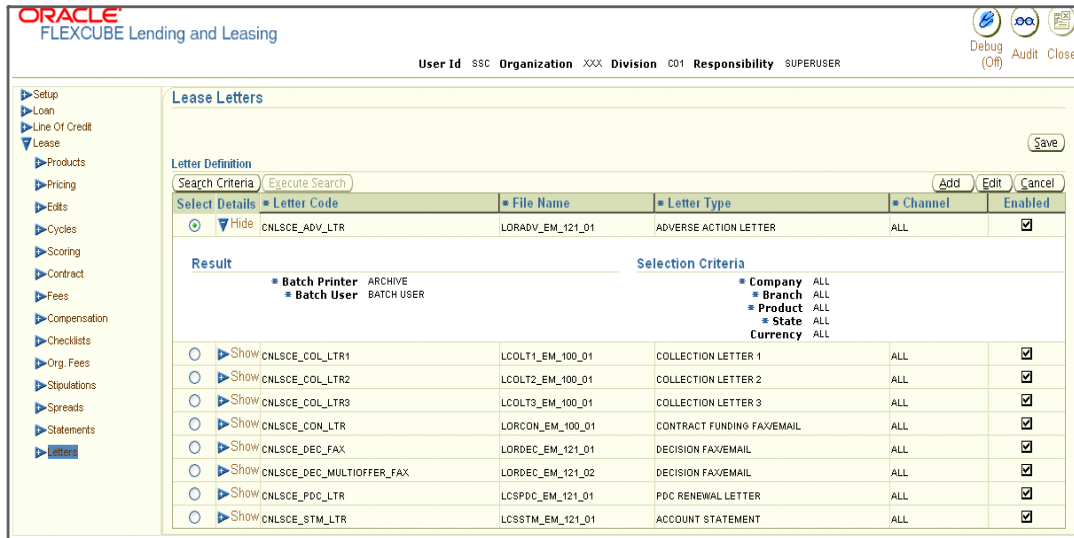 ORACLE'
FLEXCUBE Lending and Leasing
Debug (Off) Audit Close
User Id SSC Organization XXX Division C01 Responsibility SUPERUSER
Setup
Loan
Line Of Credit
Lease
Products
Pricing
Edits
Cycles
Scoring
Contract
Fees
Compensation
Checklists
Org. Fees
Stipulations
Spreads
Statements
Letters
Lease Letters
Save
Letter Definition
Search Criteria Execute Search Add Edit Cancel
Select Details * Letter Code * File Name * Letter Type * Channel Enabled
Hide CNLSCE_ADV_LTR LORADV_EM_121_01 ADVERSE ACTION LETTER ALL
Result Selection Criteria
* Batch Printer ARCHIVE * Company ALL
* Batch User BATCH USER * Branch ALL
* Product ALL
* State ALL
Currency ALL
Show CNLSCE_COL_LTR1 LCOLT1_EM_100_01 COLLECTION LETTER 1 ALL
Show CNLSCE_COL_LTR2 LCOLT2_EM_100_01 COLLECTION LETTER 2 ALL
Show CNLSCE_COL_LTR3 LCOLT3_EM_100_01 COLLECTION LETTER 3 ALL
Show CNLSCE_CON_LTR LORCON_EM_100_01 CONTRACT FUNDING FAX/EMAIL ALL
Show CNLSCE_DEC_FAX LORDEC_EM_121_01 DECISION FAX/EMAIL ALL
Show CNLSCE_DEC_MULTIOFFER_FAX LORDEC_EM_121_02 DECISION FAX/EMAIL ALL
Show CNLSCE_PDC_LTR LCSPDC_EM_121_01 PDC RENEWAL LETTER ALL
Show CNLSCE_STM_LTR LCSSTM_EM_121_01 ACCOUNT STATEMENT ALL